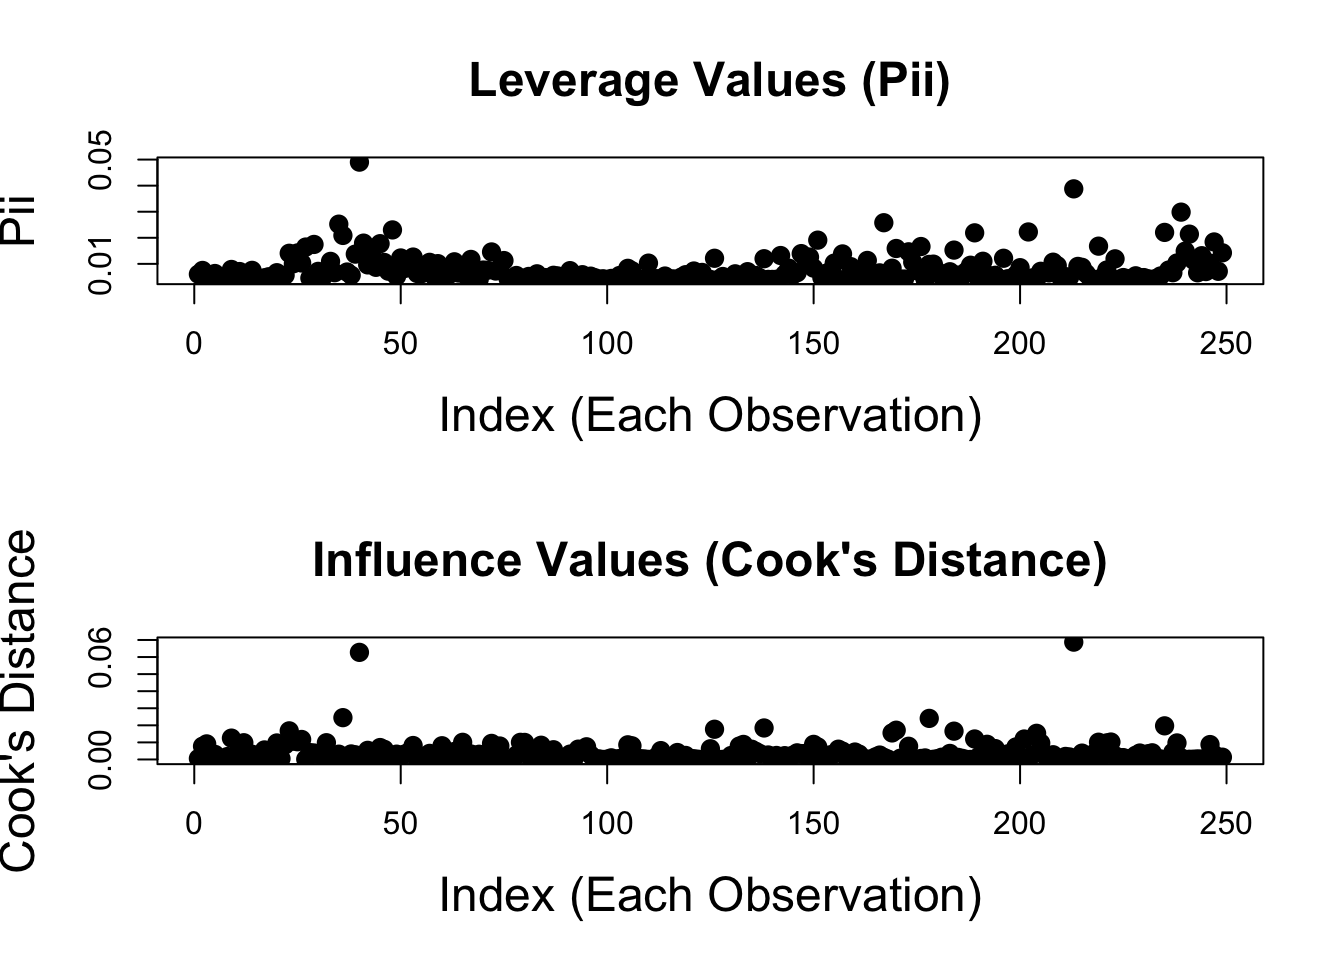 Leverage Values (Pii)
Pii
0.05
0.01
0 50 100 150 200 250
Index (Each Observation)
Influence Values (Cook's Distance)
Cook's Distance
0.06
0.00
0 50 100 150 200 250
Index (Each Observation)